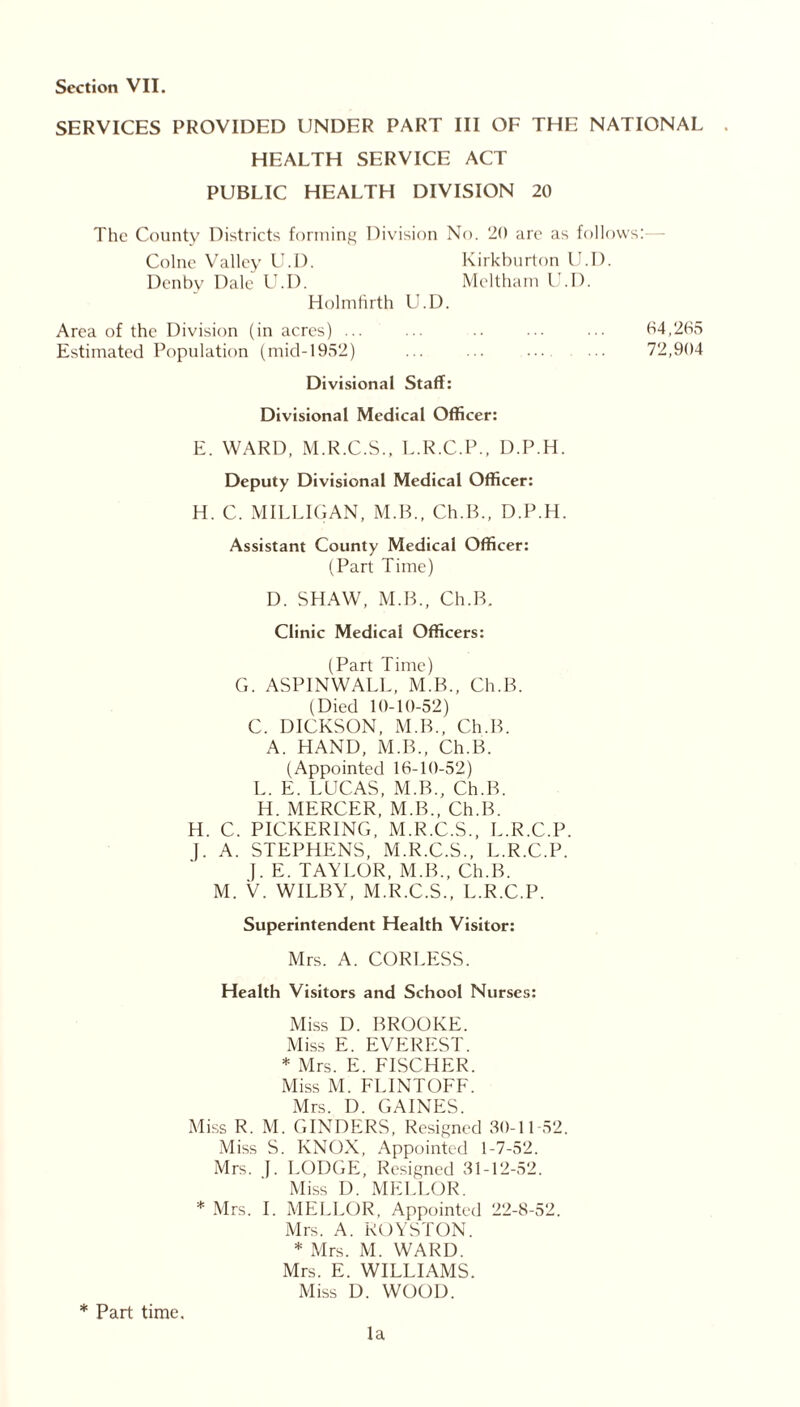 Section VII.
SERVICES PROVIDED UNDER PART III OF THE NATIONAL
HEALTH SERVICE ACT
PUBLIC HEALTH DIVISION 20
The County Districts forming Division No. 20 are as follows:—
Colne Valley U.D. Kirkburton U.D.
Denby Dale U.D. Meltham U.D.
Holmfirth U.D.
Area of the Division (in acres) ... ... .. ... ... 64,265
Estimated Population (mid-1952) ... ... ... ... 72,904
Divisional Staff:
Divisional Medical Officer:
E. WARD, M.R.C.S., L.R.C.P., D.P.H.
Deputy Divisional Medical Officer:
H. C. MILLIGAN, M.B., Ch.B., D.P.H.
Assistant County Medical Officer:
(Part Time)
D. SHAW, M.B., Ch.B.
Clinic Medical Officers:
(Part Time)
G. ASPINWALL, M.B., Ch.B.
(Died 10-10-52)
C. DICKSON, M.B., Ch.B.
A. HAND, M.B., Ch.B.
(Appointed 16-10-52)
L. E. LUCAS, M.B., Ch.B.
H. MERCER, M.B., Ch.B.
H. C. PICKERING, M.R.C.S., L.R.C.P.
J. A. STEPHENS, M.R.C.S., L.R.C.P.
J. E. TAYLOR, M.B., Ch.B.
M. V. WILBY, M.R.C.S., L.R.C.P.
Superintendent Health Visitor:
Mrs. A. CORLESS.
Health Visitors and School Nurses:
Miss D. BROOKE.
Miss E. EVEREST.
* Mrs. E. FISCHER.
Miss M. FLINTOFF.
Mrs. D. GAINES.
Miss R. M. GINDERS, Resigned 30-11-52.
Miss S. KNOX, Appointed 1-7-52.
Mrs. J. LODGE, Resigned 31-12-52.
Miss D. MELLOR.
* Mrs. I. MELLOR, Appointed 22-8-52.
Mrs. A. ROYSTON.
* Mrs. M. WARD.
Mrs. E. WILLIAMS.
Miss D. WOOD.
* Part time.
1a